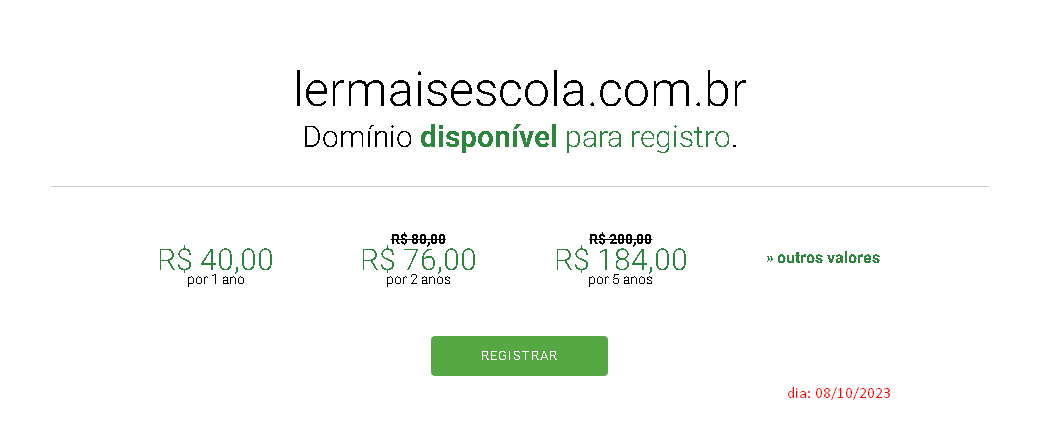 lermaisescola.com.br
Domínio disponível para registro.
R$ 80,00
R$ 200,00
R$ 40,00
R$ 76,00
R$ 184,00
» outros valores
por 1 ano
por 2 anos
por 5 anos
REGISTRAR
dia: 08/10/2023